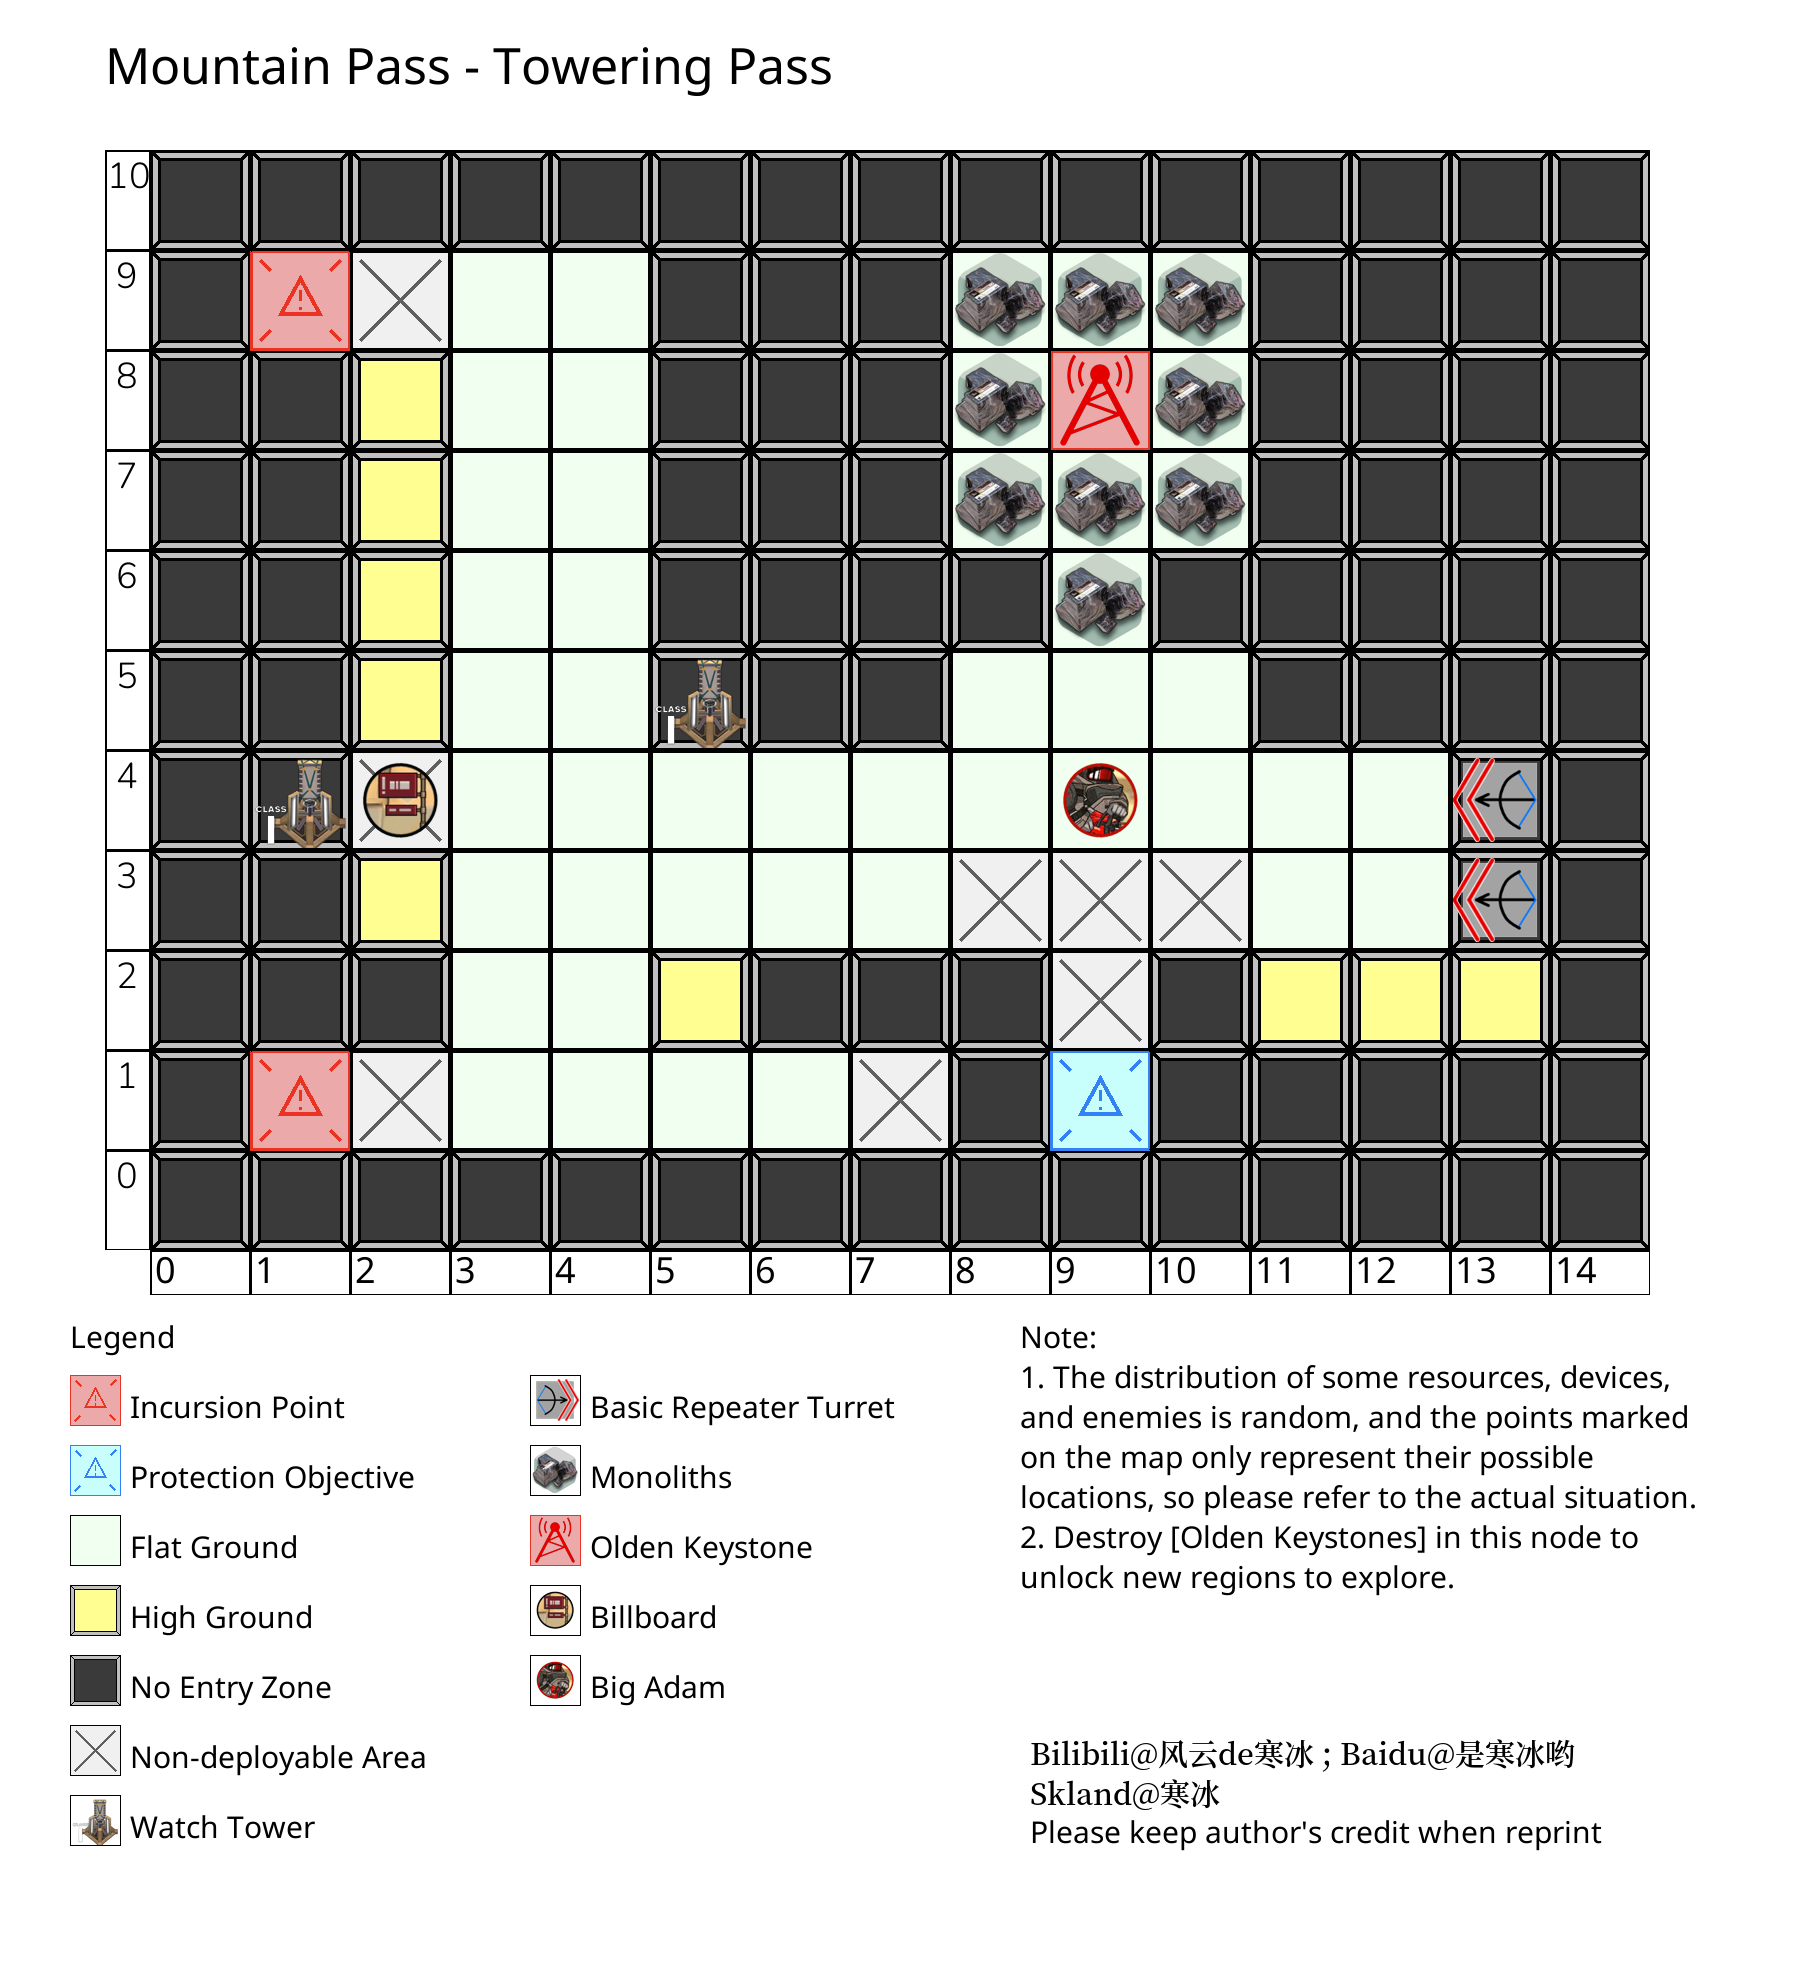 Mountain Pass - Towering Pass
10
9
8
7
6
5
CLASS
4
CLASS
3
2
1
0
0 1 2 3 4 5 6 7 8 9 10 11 12 13 14
Legend
Incursion Point
Protection Objective
Flat Ground
High Ground
No Entry Zone
Non-deployable Area
Watch Tower
Basic Repeater Turret
Monoliths
Olden Keystone
Billboard
Big Adam
Note:
1. The distribution of some resources, devices,
and enemies is random, and the points marked
on the map only represent their possible
locations, so please refer to the actual situation.
2. Destroy [Olden Keystones] in this node to
unlock new regions to explore.
Bilibili@风云de寒冰 ; Baidu@是寒冰哟
Skland@寒冰
Please keep author's credit when reprint